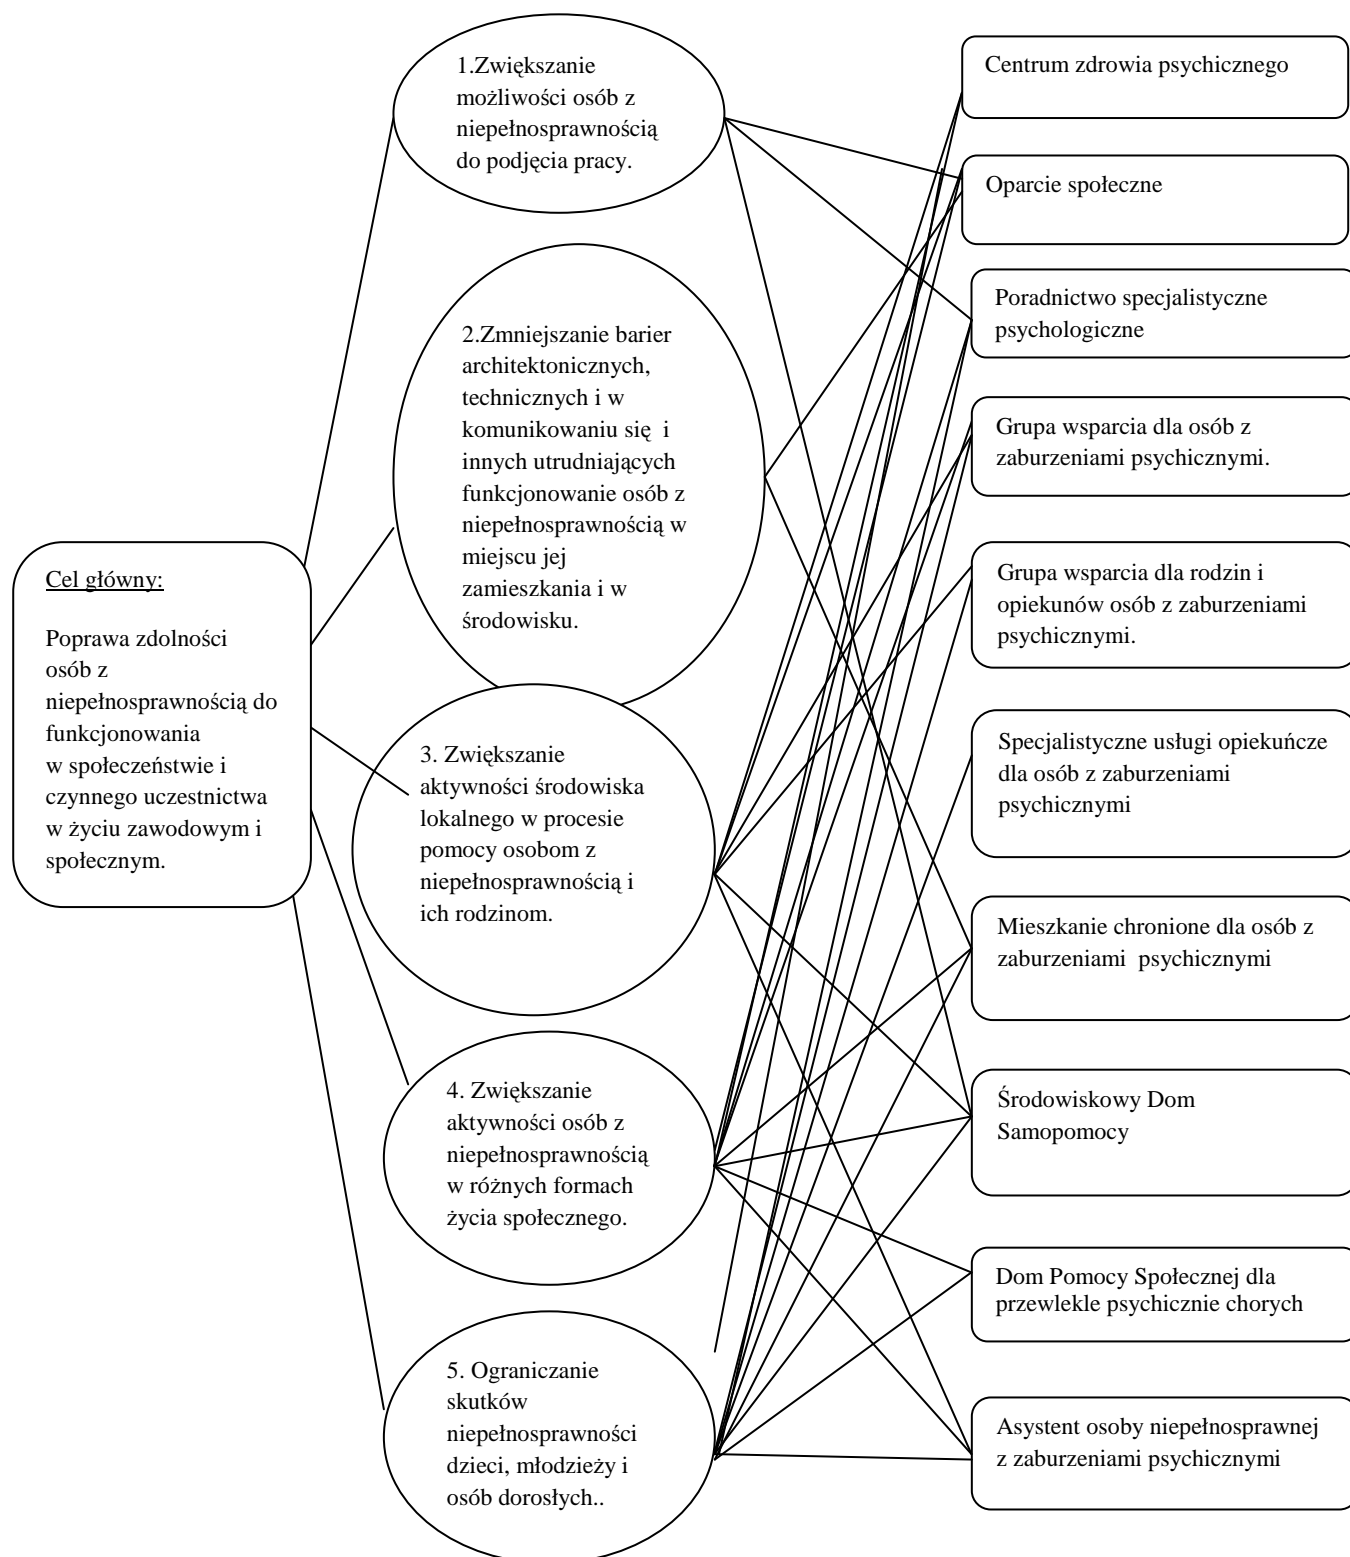 Cel główny:
Poprawa zdolności
osób z
niepełnosprawnością do
funkcjonowania
w społeczeństwie i
czynnego uczestnictwa
w życiu zawodowym i
społecznym.
1.Zwiększanie
możliwości osób z
niepełnosprawnością
do podjęcia pracy.
2.Zmniejszanie barier
architektonicznych,
technicznych i w
komunikowaniu się i
innych utrudniających
funkcjonowanie osób z
niepełnosprawnością w
miejscu jej
zamieszkania i w
środowisku.
3. Zwiększanie
aktywności środowiska
lokalnego w procesie
pomocy osobom z
niepełnosprawnością i
ich rodzinom.
4. Zwiększanie
aktywności osób z
niepełnosprawnością
w różnych formach
życia społecznego.
5. Ograniczanie
skutków
niepełnosprawności
dzieci, młodzieży i
osób dorosłych..
Centrum zdrowia psychicznego
Oparcie społeczne
Poradnictwo specjalistyczne
psychologiczne
Grupa wsparcia dla osób z
zaburzeniami psychicznymi.
Grupa wsparcia dla rodzin i
opiekunów osób z zaburzeniami
psychicznymi.
Specjalistyczne usługi opiekuńcze
dla osób z zaburzeniami
psychicznymi
Mieszkanie chronione dla osób z
zaburzeniami psychicznymi
Środowiskowy Dom
Samopomocy
Dom Pomocy Społecznej dla
przewlekle psychicznie chorych
Asystent osoby niepełnosprawnej
z zaburzeniami psychicznymi